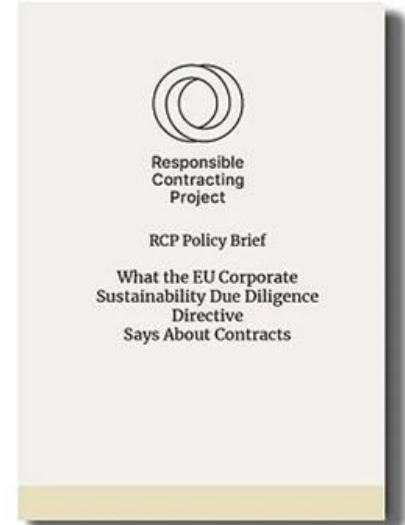 Responsible
Contracting
Project
RCP Policy Brief
What the EU Corporate
Sustainability Due Diligence
Directive
Says About Contracts